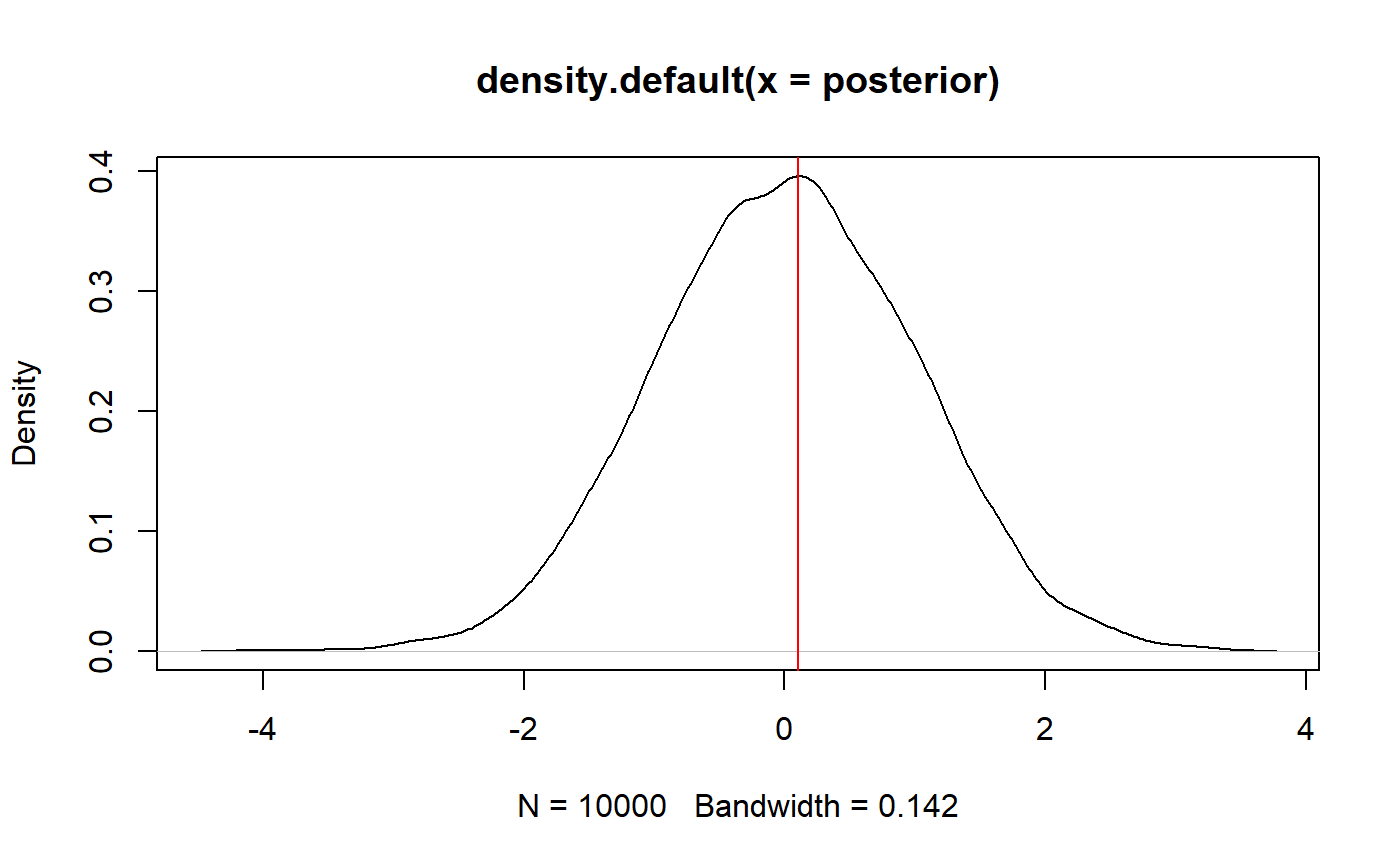 density.default(x = posterior)
Density
0.4
0.3
0.2
0.1
0.0
-4 -2 0 2 4
N = 10000 Bandwidth = 0.142